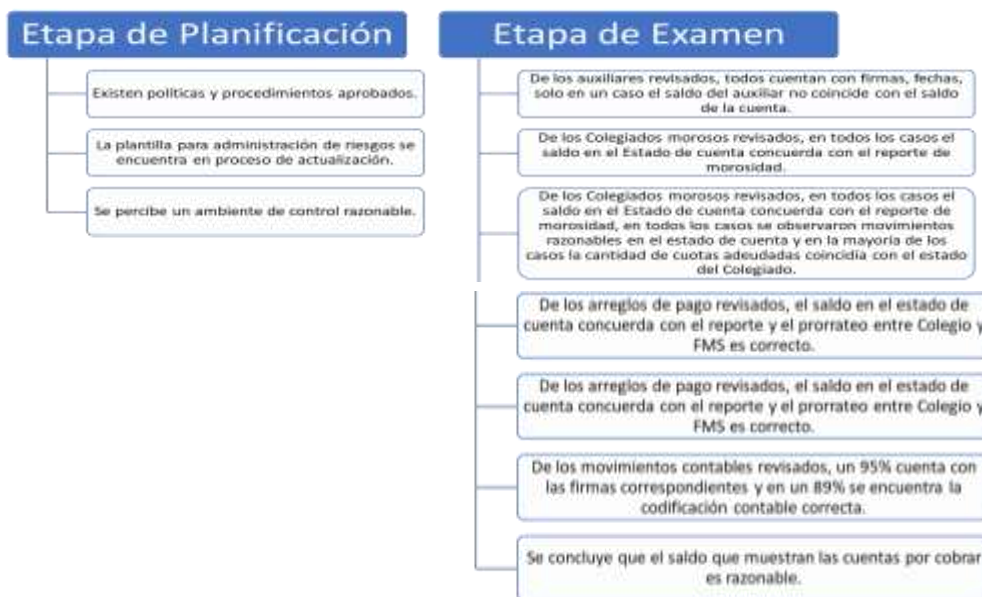 Etapa de Planificación
Existen políticas y procedimientos aprobados.
La plantilla para administración de riesgos se
encuentra en proceso de actualización.
Se percibe un ambiente de control razonable.
Etapa de Examen
De los auxiliares revisados, todos cuentan con firmas, fechas,
solo en un caso el saldo del auxiliar no coincide con el saldo
de la cuenta.
De los Colegiados morosos revisados, en todos los casos el
saldo en el Estado de cuenta concuerda con el reporte de
morosidad.
De los Colegiados morosos revisados, en todos los casos el
saldo en el Estado de cuenta concuerda con el reporte de
morosidad, en todos los casos se observaron movimientos
razonables en el estado de cuenta y en la mayoría de los
casos la cantidad de cuotas adeudadas coincidía con el estado
del Colegiado.
De los arreglos de pago revisados, el saldo en el estado de
cuenta concuerda con el reporte y el prorrateo entre Colegio y
FMS es correcto.
De los arreglos de pago revisados, el saldo en el estado de
cuenta concuerda con el reporte y el prorrateo entre Colegio y
FMS es correcto.
De los movimientos contables revisados, un 95% cuenta con
las firmas correspondientes y en un 89% se encuentra la
codificación contable correcta.
Se concluye que el saldo que muestran las cuentas por cobrar
es razonable.